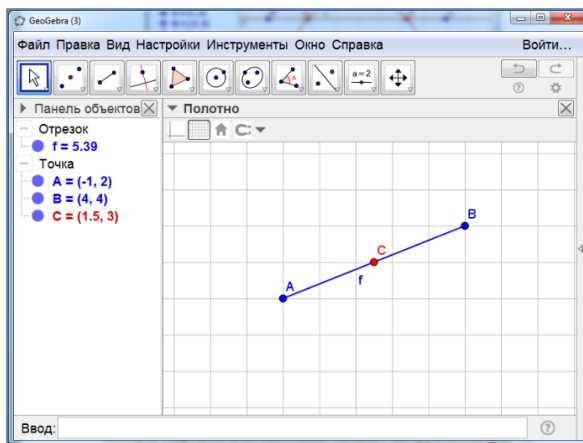 GeoGebra (3)
Файл Правка Вид Настройки Инструменты Окно Справка Войти...
a=2
Панель объектов
Полотно
Отрезок
f = 5.39
Точка
A = (-1, 2)
B = (4, 4)
C = (1.5, 3)
B
C
A
f
Ввод: